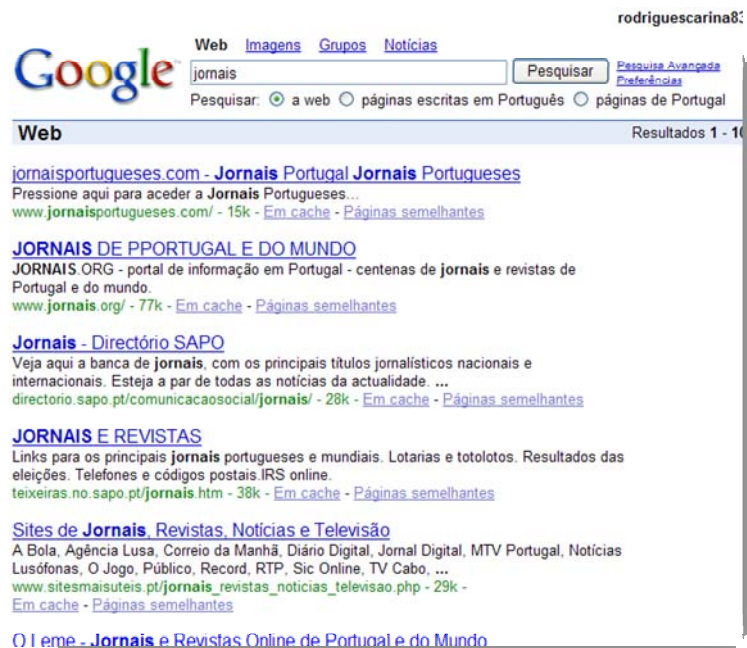 rodriguescarina83
Web Imagens Grupos Notícias
Google
jornais Pesquisar Pesquisa Avançada
Preferências
Pesquisar: a web páginas escritas em Português páginas de Portugal
Web Resultados 1 - 10
jornaisportugueses.com - Jornais Portugal Jornais Portugueses
Pressione aqui para aceder a Jornais Portugueses...
www.jornaisportugueses.com/ - 15k - Em cache - Páginas semelhantes
JORNAIS DE PPORTUGAL E DO MUNDO
JORNAIS.ORG - portal de informação em Portugal - centenas de jornais e revistas de
Portugal e do mundo.
www.jornais.org/ - 77k - Em cache - Páginas semelhantes
Jornais - Directório SAPO
Veja aqui a banca de jornais, com os principais títulos jornalísticos nacionais e
internacionais. Esteja a par de todas as notícias da actualidade. ...
directorio.sapo.pt/comunicacaosocial/jornais/ - 28k - Em cache - Páginas semelhantes
JORNAIS E REVISTAS
Links para os principais jornais portugueses e mundiais. Lotarias e totolotos. Resultados das
eleições. Telefones e códigos postais.IRS online.
teixeiras.no.sapo.pt/jornais.htm - 38k - Em cache - Páginas semelhantes
Sites de Jornais, Revistas, Notícias e Televisão
A Bola, Agência Lusa, Correio da Manhã, Diário Digital, Jornal Digital, MTV Portugal, Notícias
Lusófonas, O Jogo, Público, Record, RTP, Sic Online, TV Cabo, ...
www.sitesmaisuteis.pt/jornais_revistas_noticias_televisao.php - 29k -
Em cache - Páginas semelhantes
O Leme - Jornais e Revistas Online de Portugal e do Mundo